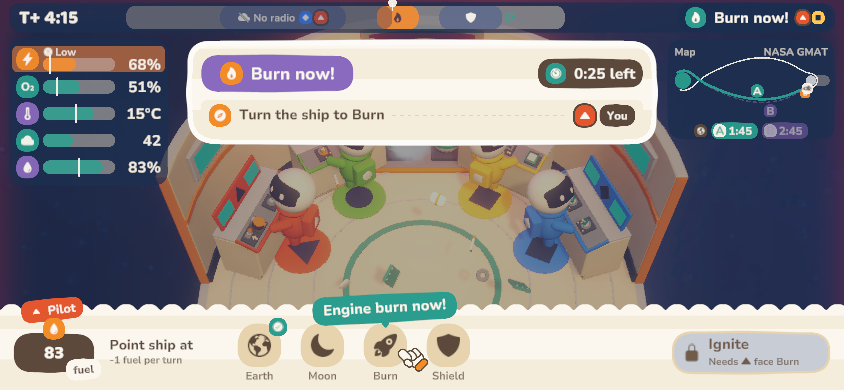 T+ 4:15
No radio
Burn now!
Low
68%
O₂
51%
15°C
42
83%
Burn now!
0:25 left
Turn the ship to Burn
You
Map
NASA GMAT
A
B
A 1:45
2:45
Pilot
83
fuel
Point ship at
-1 fuel per turn
Engine burn now!
Earth
Moon
Burn
Shield
Ignite
Needs ▲ face Burn